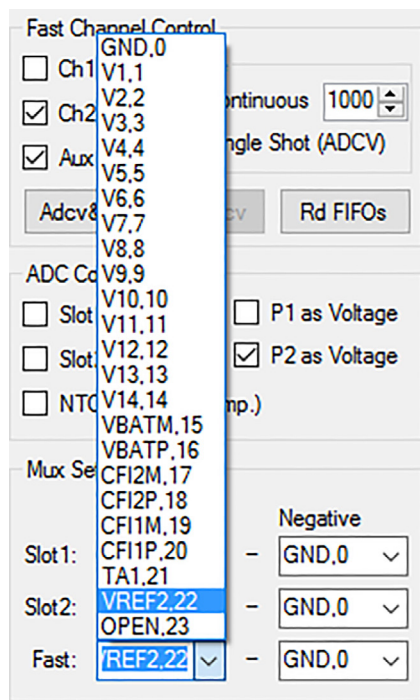 Fast Channel Control
Ch1
Ch2
1000
Aux
ngle Shot (ADCV)
Rd FIFOs
GND,0
V1,1
V2,2
V3,3
V4,4
V5,5
V6,6
V7,7
V8,8
V9,9
V10,10
V11,11
V12,12
V13,13
V14,14
VBATM,15
VBATP,16
CFI2M,17
CFI2P,18
CFI1M,19
CFI1P,20
TA1,21
VREF2,22
OPEN,23
ADC Co
Slot
P1 as Voltage
Slot
P2 as Voltage
mp.)
Mux Se
Negative
Slot1:
–
GND,0
Slot2:
–
GND,0
Fast:
VREF2,22
–
GND,0